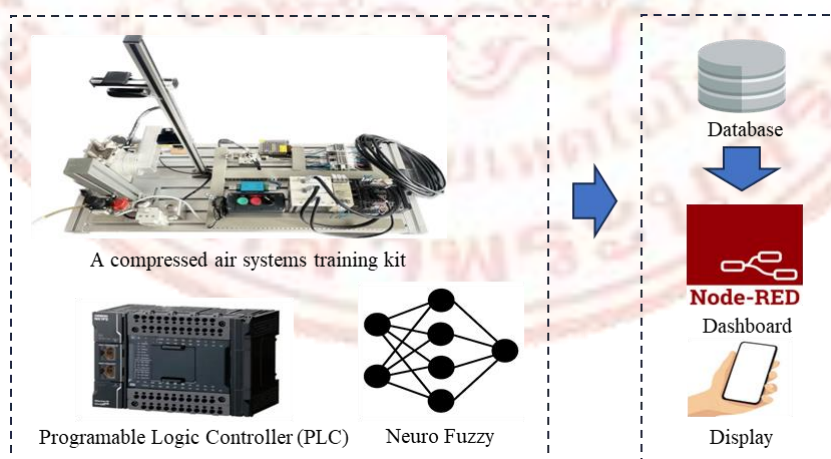 A compressed air systems training kit
Programable Logic Controller (PLC)
Neuro Fuzzy
Database
Node-RED
Dashboard
Display